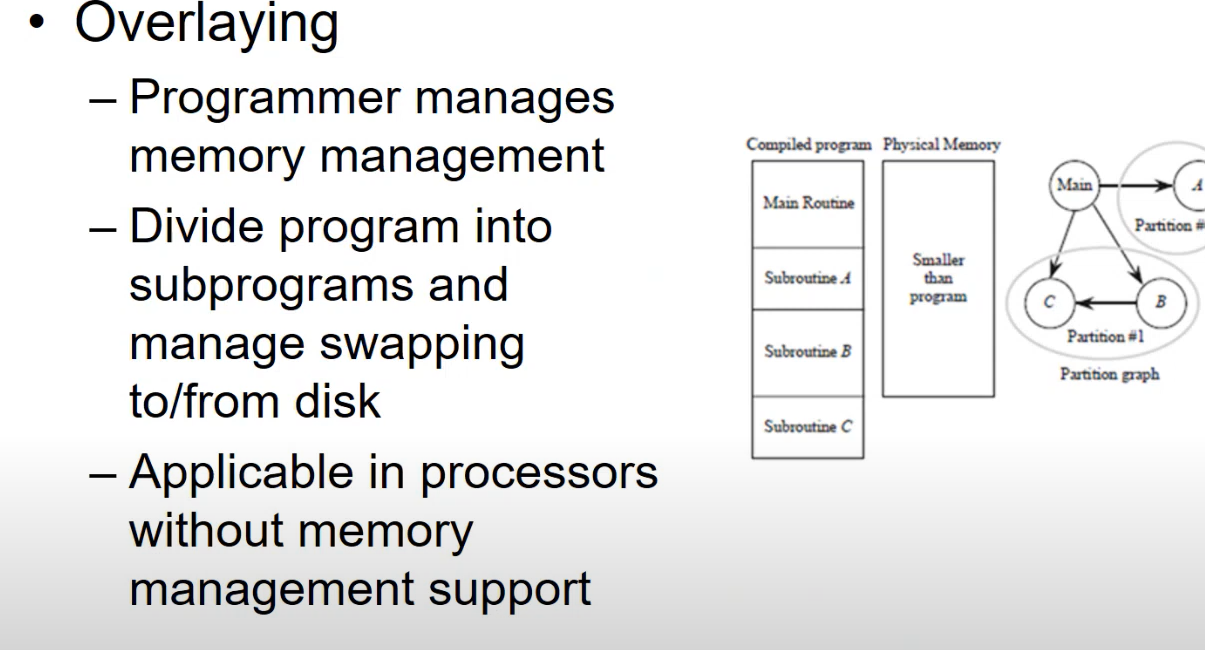 • Overlaying
– Programmer manages
memory management
– Divide program into
subprograms and
manage swapping
to/from disk
– Applicable in processors
without memory
management support
Compiled program Physical Memory
Main Routine
Subroutine A
Subroutine B
Subroutine C
Smaller
than
program
Main
A
Partition #
C
B
Partition #1
Partition graph